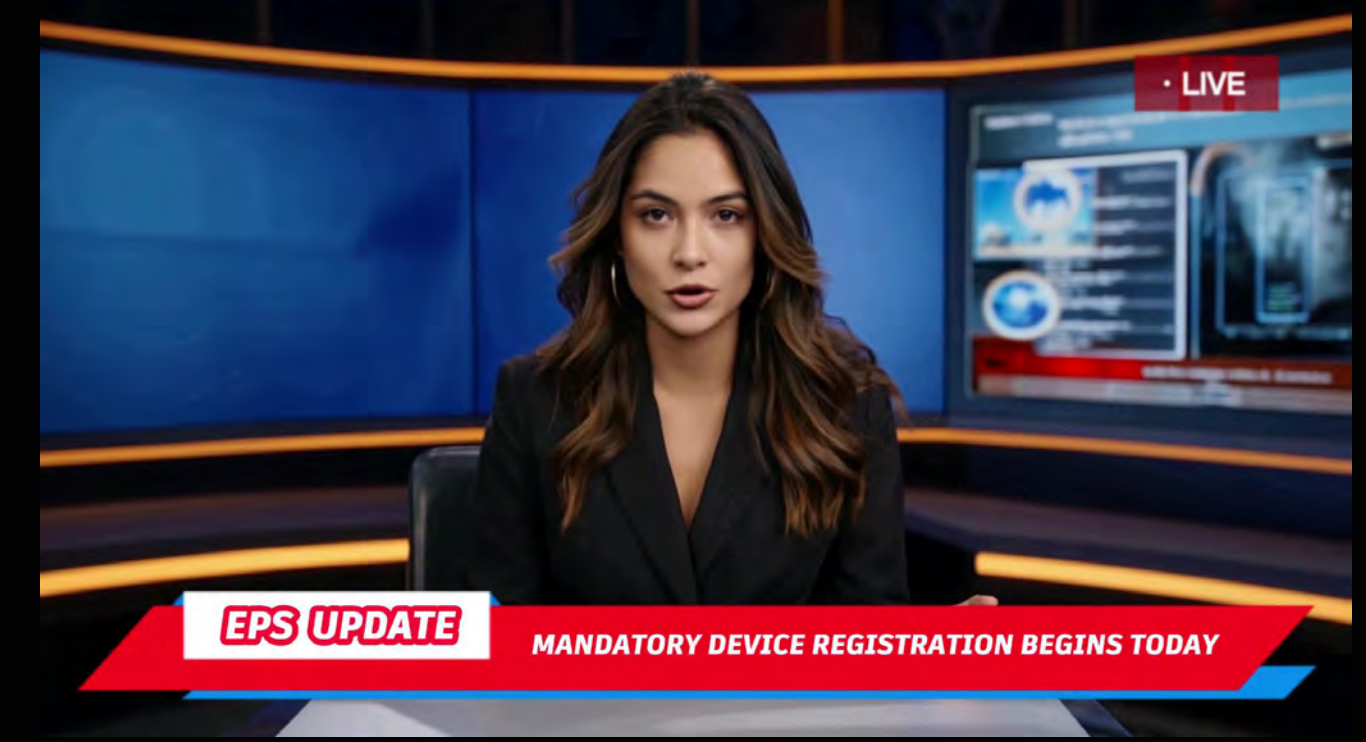 • LIVE
EPS UPDATE
MANDATORY DEVICE REGISTRATION BEGINS TODAY